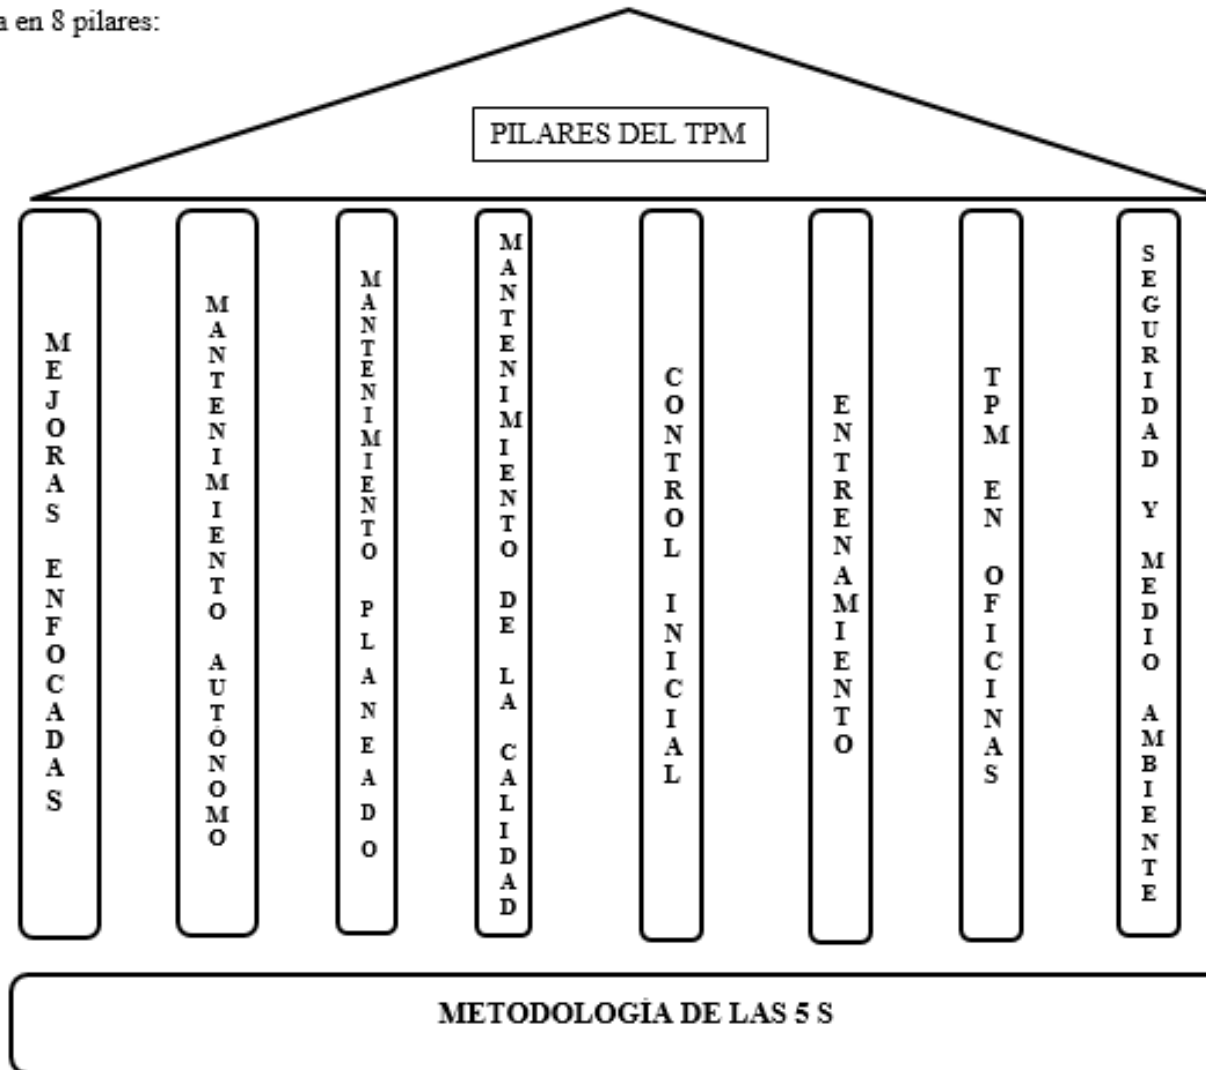 a en 8 pilares:
PILARES DEL TPM
MEJORAS ENFOCADAS
MANTENIMIENTO AUTÓNOMO
MANTENIMIENTO PLANEADO
MANTENIMIENTO DE LA CALIDAD
CONTROL INICIAL
ENTRENAMIENTO
TPM EN OFICINAS
SEGURIDAD Y MEDIO AMBIENTE
METODOLOGÍA DE LAS 5 S